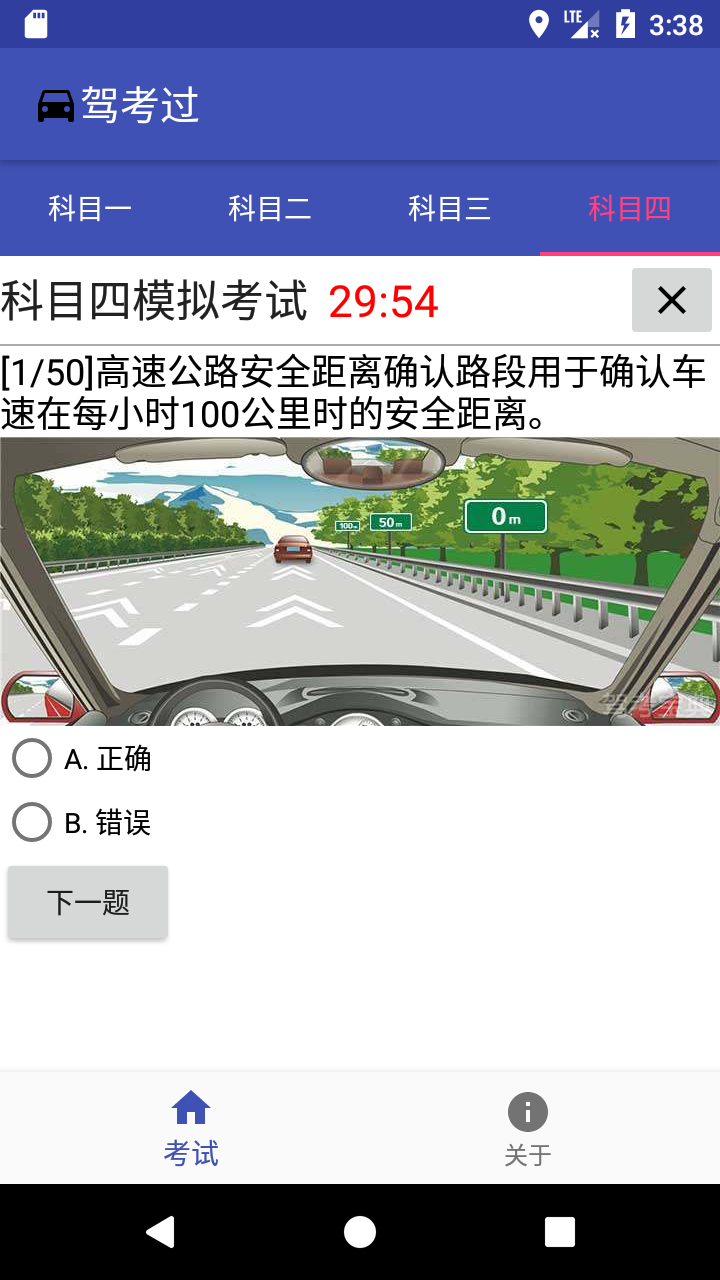 LTE 3:38
驾考过
科目一 科目二 科目三 科目四
科目四模拟考试 29:54
[1/50]高速公路安全距离确认路段用于确认车
速在每小时100公里时的安全距离。
100m 50m 0m
驾考宝典
A. 正确
B. 错误
下一题
考试 关于